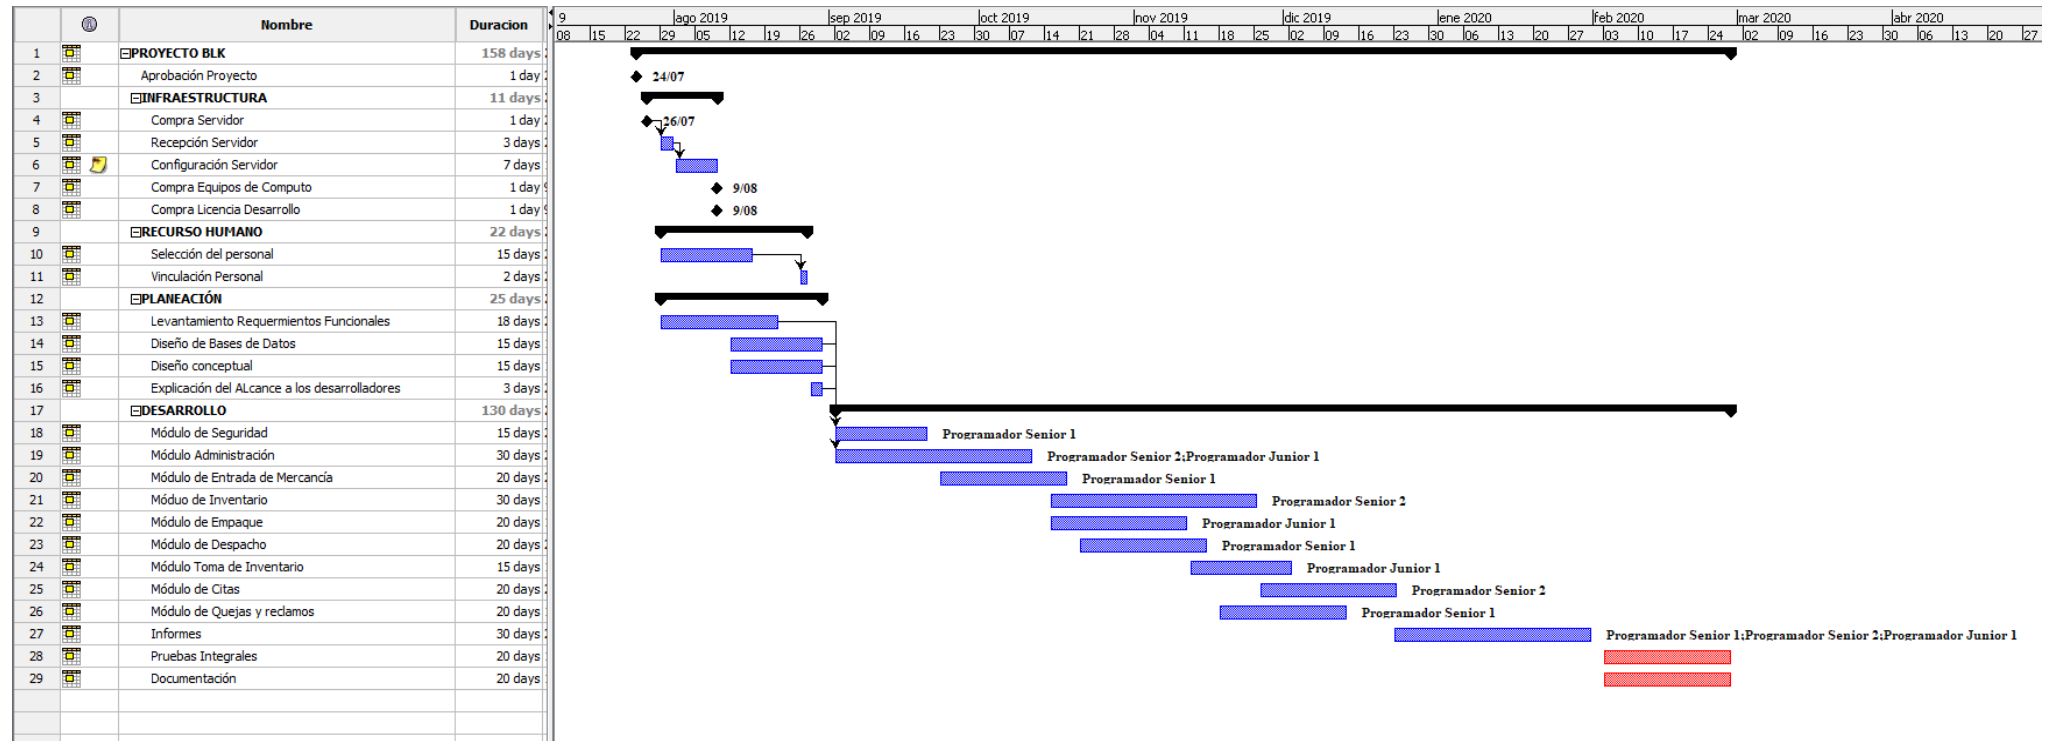 Nombre Duracion
9 ago 2019 sep 2019 oct 2019 nov 2019 dic 2019 ene 2020 feb 2020 mar 2020 abr 2020
08 15 22 29 05 12 19 26 02 09 16 23 30 07 14 21 28 04 11 18 25 02 09 16 23 30 06 13 20 27 03 10 17 24 02 09 16 23 30 06 13 20 27
1 PROYECTO BLK 158 days
2 Aprobación Proyecto 1 day 24/07
3 INFRAESTRUCTURA 11 days
4 Compra Servidor 1 day 26/07
5 Recepción Servidor 3 days
6 Configuración Servidor 7 days
7 Compra Equipos de Computo 1 day 9/08
8 Compra Licencia Desarrollo 1 day 9/08
9 RECURSO HUMANO 22 days
10 Selección del personal 15 days
11 Vinculación Personal 2 days
12 PLANEACIÓN 25 days
13 Levantamiento Requermientos Funcionales 18 days
14 Diseño de Bases de Datos 15 days
15 Diseño conceptual 15 days
16 Explicación del ALcance a los desarrolladores 3 days
17 DESARROLLO 130 days
18 Módulo de Seguridad 15 days Programador Senior 1
19 Módulo Administración 30 days Programador Senior 2;Programador Junior 1
20 Módulo de Entrada de Mercancía 20 days Programador Senior 1
21 Móduo de Inventario 30 days Programador Senior 2
22 Módulo de Empaque 20 days Programador Junior 1
23 Módulo de Despacho 20 days Programador Senior 1
24 Módulo Toma de Inventario 15 days Programador Junior 1
25 Módulo de Citas 20 days Programador Senior 2
26 Módulo de Quejas y reclamos 20 days Programador Senior 1
27 Informes 30 days Programador Senior 1;Programador Senior 2;Programador Junior 1
28 Pruebas Integrales 20 days
29 Documentación 20 days